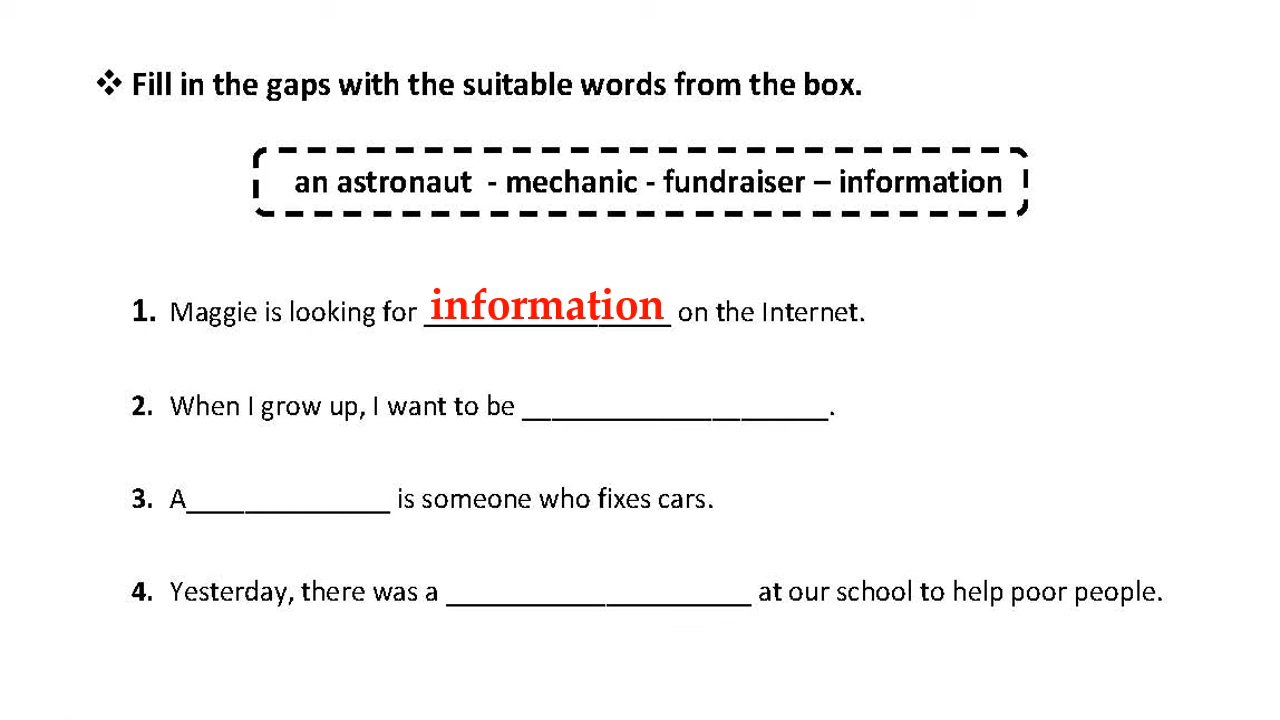 ❖ Fill in the gaps with the suitable words from the box.
an astronaut - mechanic - fundraiser – information
1. Maggie is looking for information on the Internet.
2. When I grow up, I want to be _____________________.
3. A______________ is someone who fixes cars.
4. Yesterday, there was a _____________________ at our school to help poor people.